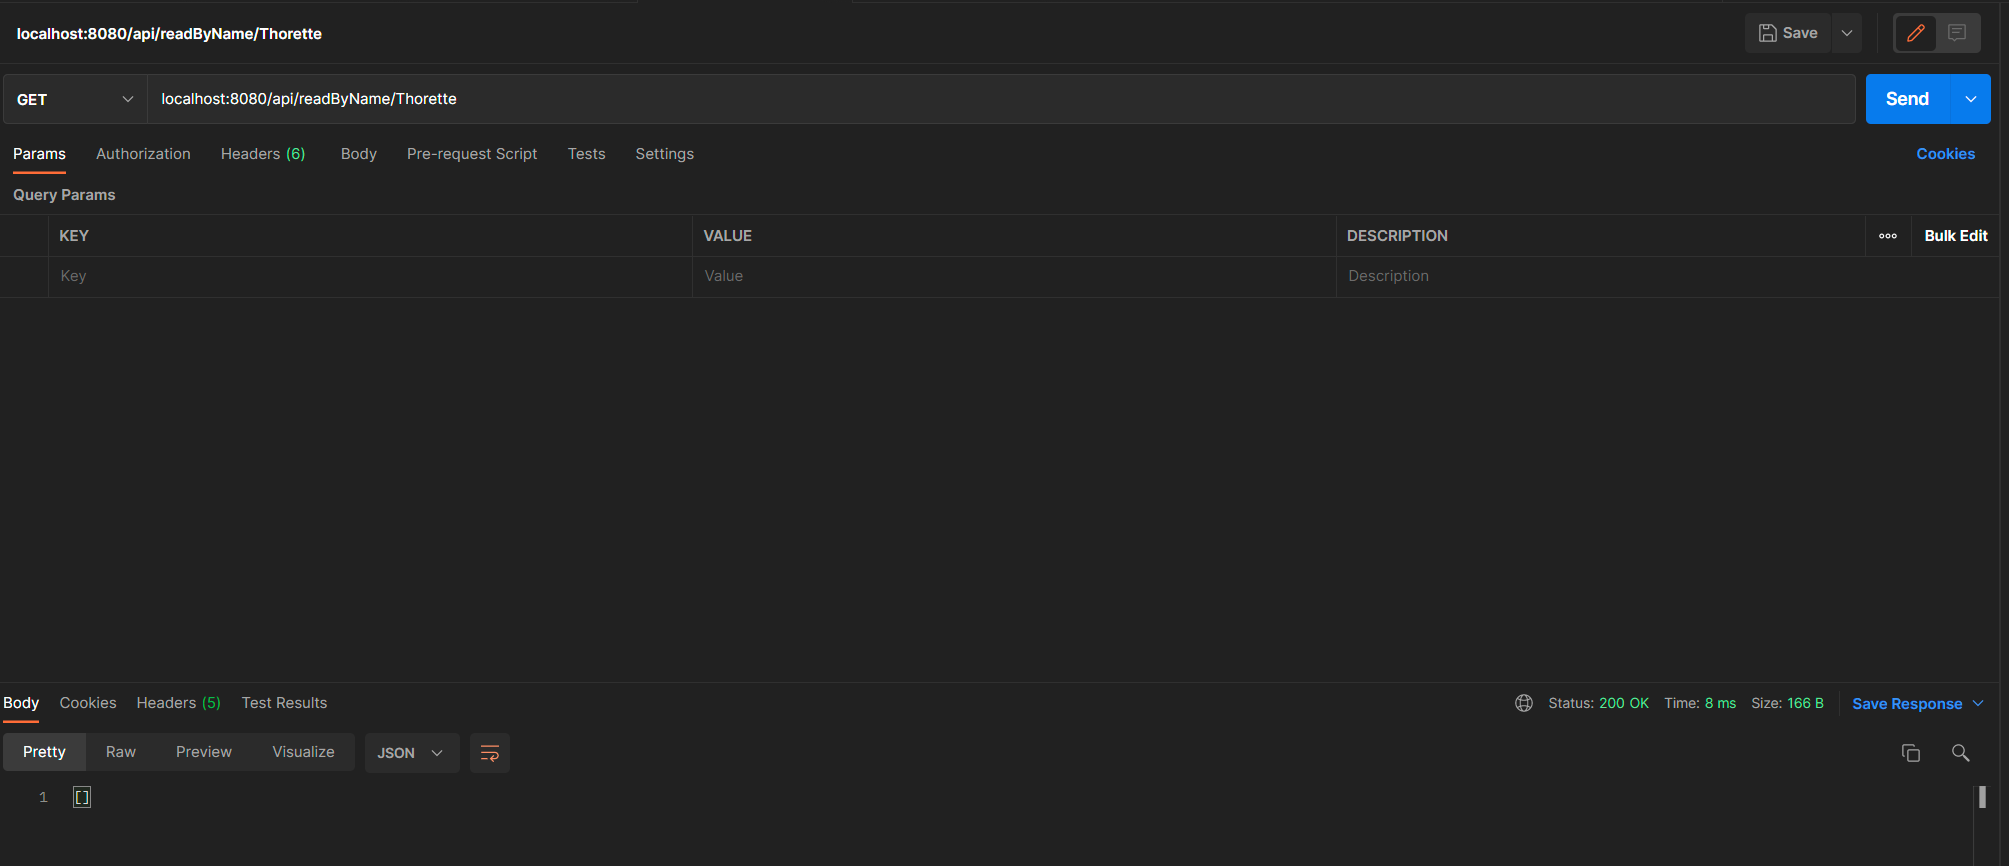 localhost:8080/api/readByName/Thorette
Save
GET
localhost:8080/api/readByName/Thorette
Send
Params Authorization Headers (6) Body Pre-request Script Tests Settings Cookies
Query Params
KEY VALUE DESCRIPTION ooo Bulk Edit
Key Value Description
Body Cookies Headers (5) Test Results Status: 200 OK Time: 8 ms Size: 166 B Save Response
Pretty Raw Preview Visualize JSON
1 []